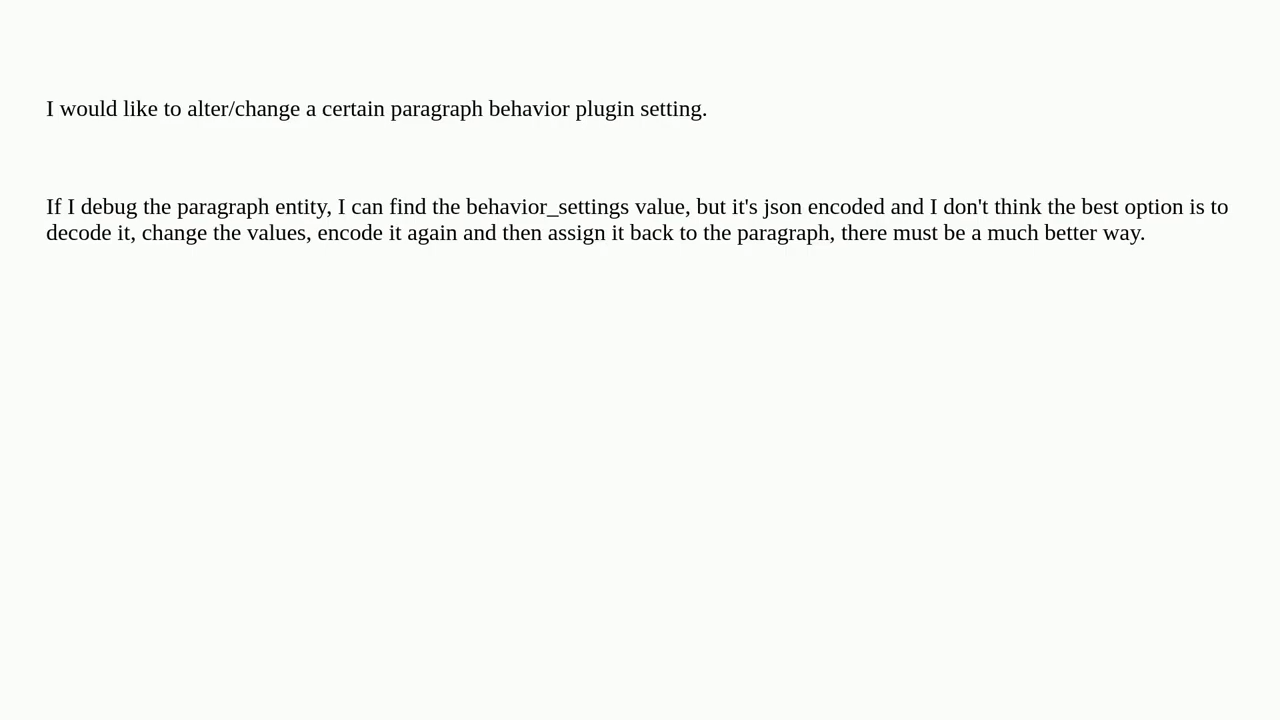 I would like to alter/change a certain paragraph behavior plugin setting.
If I debug the paragraph entity, I can find the behavior_settings value, but it's json encoded and I don't think the best option is to
decode it, change the values, encode it again and then assign it back to the paragraph, there must be a much better way.